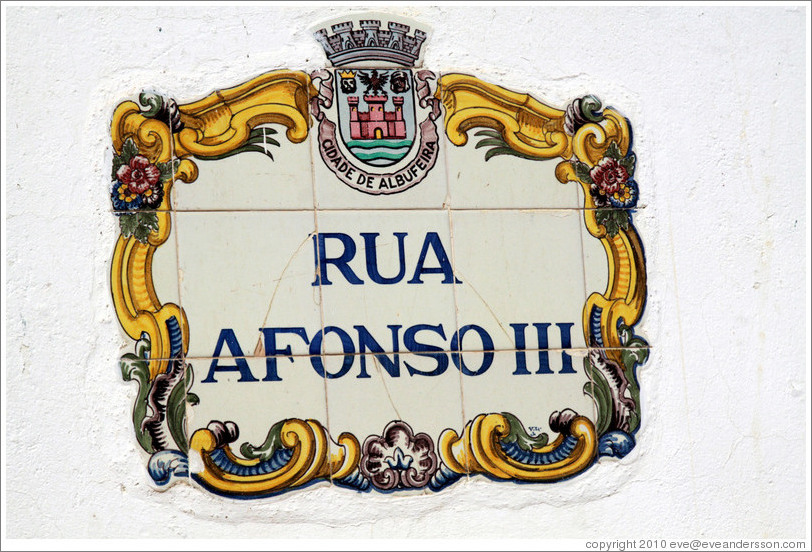 CIDADE DE ALBUFEIRA
RUA
AFONSO III
copyright 2010 eve@eveandersson.com